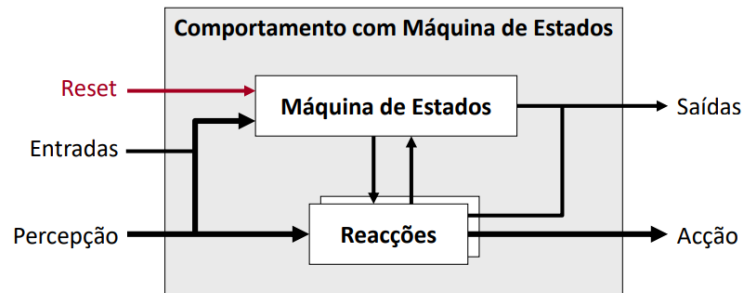 Comportamento com Máquina de Estados
Reset
Máquina de Estados
Saídas
Entradas
Percepção
Reacções
Acção